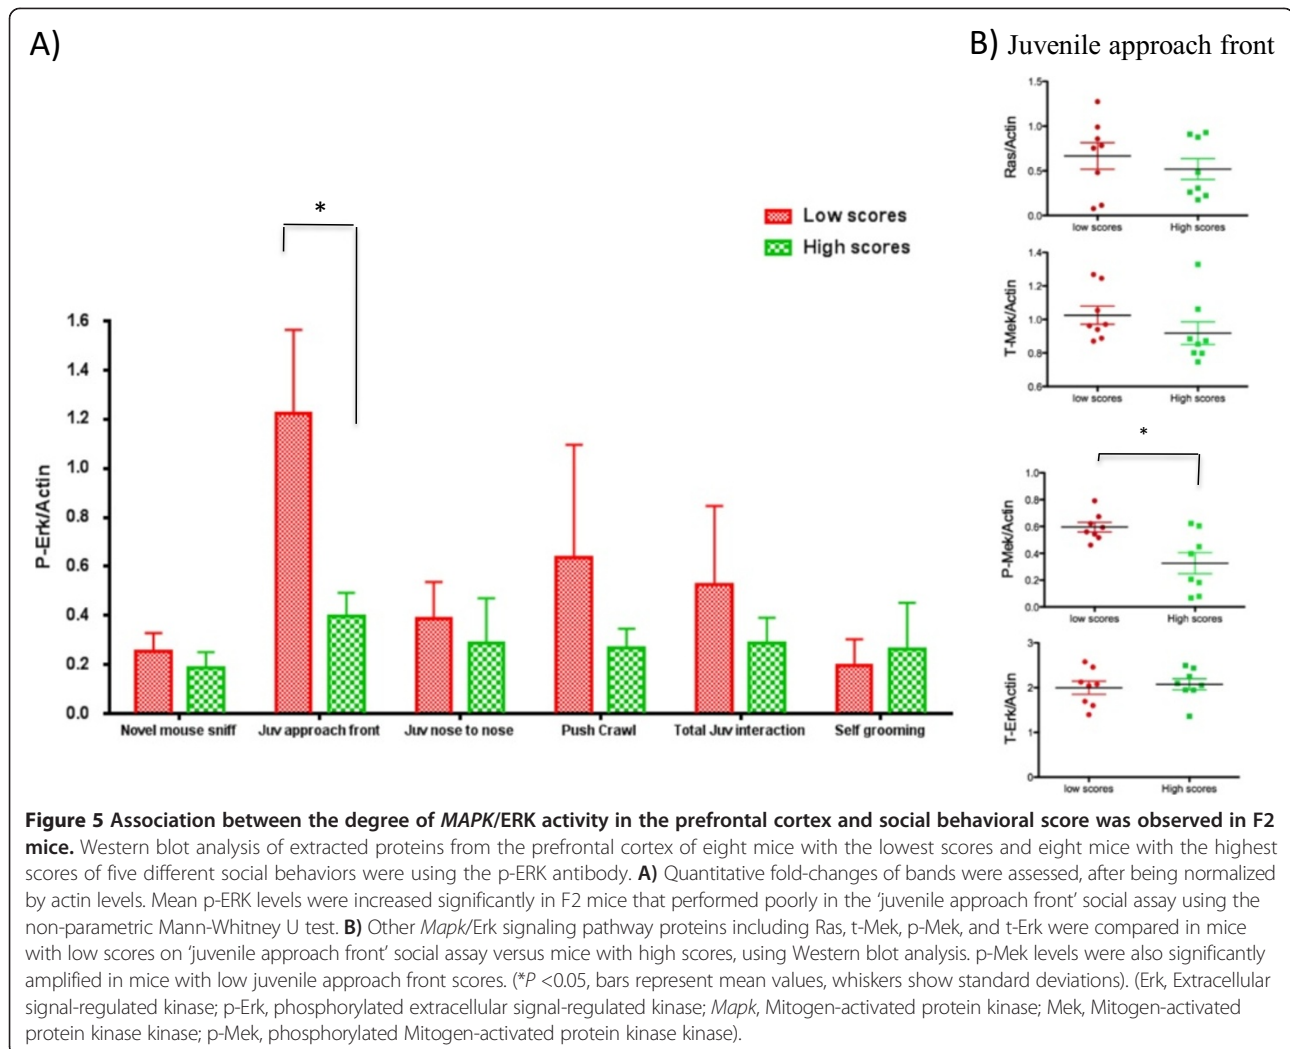 A)
B) Juvenile approach front
*
Low scores
High scores
P-Erk/Actin
1.6
1.4
1.2
1.0
0.8
0.6
0.4
0.2
0.0
Novel mouse sniff
Juv approach front
Juv nose to nose
Push Crawl
Total Juv interaction
Self grooming
Ras/Actin
1.5
1.0
0.5
0.0
low scores
High scores
T-Mek/Actin
1.4
1.2
1.0
0.8
0.6
low scores
High scores
*
P-Mek/Actin
1.0
0.8
0.6
0.4
0.2
0.0
low scores
High scores
T-Erk/Actin
3
2
1
0
low scores
High scores
Figure 5 Association between the degree of MAPK/ERK activity in the prefrontal cortex and social behavioral score was observed in F2
mice. Western blot analysis of extracted proteins from the prefrontal cortex of eight mice with the lowest scores and eight mice with the highest
scores of five different social behaviors were using the p-ERK antibody. A) Quantitative fold-changes of bands were assessed, after being normalized
by actin levels. Mean p-ERK levels were increased significantly in F2 mice that performed poorly in the 'juvenile approach front' social assay using the
non-parametric Mann-Whitney U test. B) Other Mapk/Erk signaling pathway proteins including Ras, t-Mek, p-Mek, and t-Erk were compared in mice
with low scores on 'juvenile approach front' social assay versus mice with high scores, using Western blot analysis. p-Mek levels were also significantly
amplified in mice with low juvenile approach front scores. (*P <0.05, bars represent mean values, whiskers show standard deviations). (Erk, Extracellular
signal-regulated kinase; p-Erk, phosphorylated extracellular signal-regulated kinase; Mapk, Mitogen-activated protein kinase; Mek, Mitogen-activated
protein kinase kinase; p-Mek, phosphorylated Mitogen-activated protein kinase kinase).